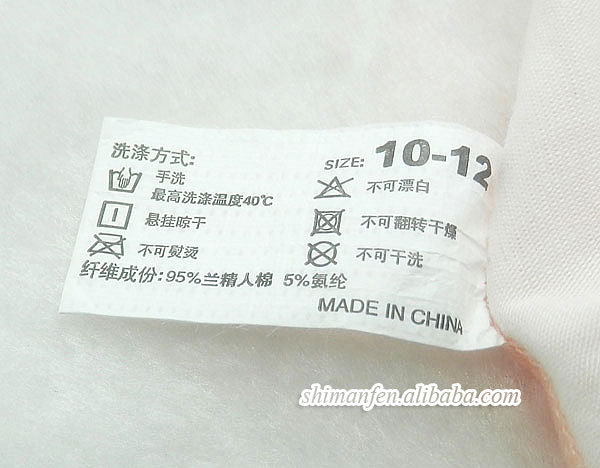 洗涤方式:
SIZE: 10-12
手洗
最高洗涤温度40℃
不可漂白
悬挂晾干
不可翻转干燥
不可熨烫
不可干洗
纤维成份:95%兰精人棉 5%氨纶
MADE IN CHINA
shimanfen.alibaba.com